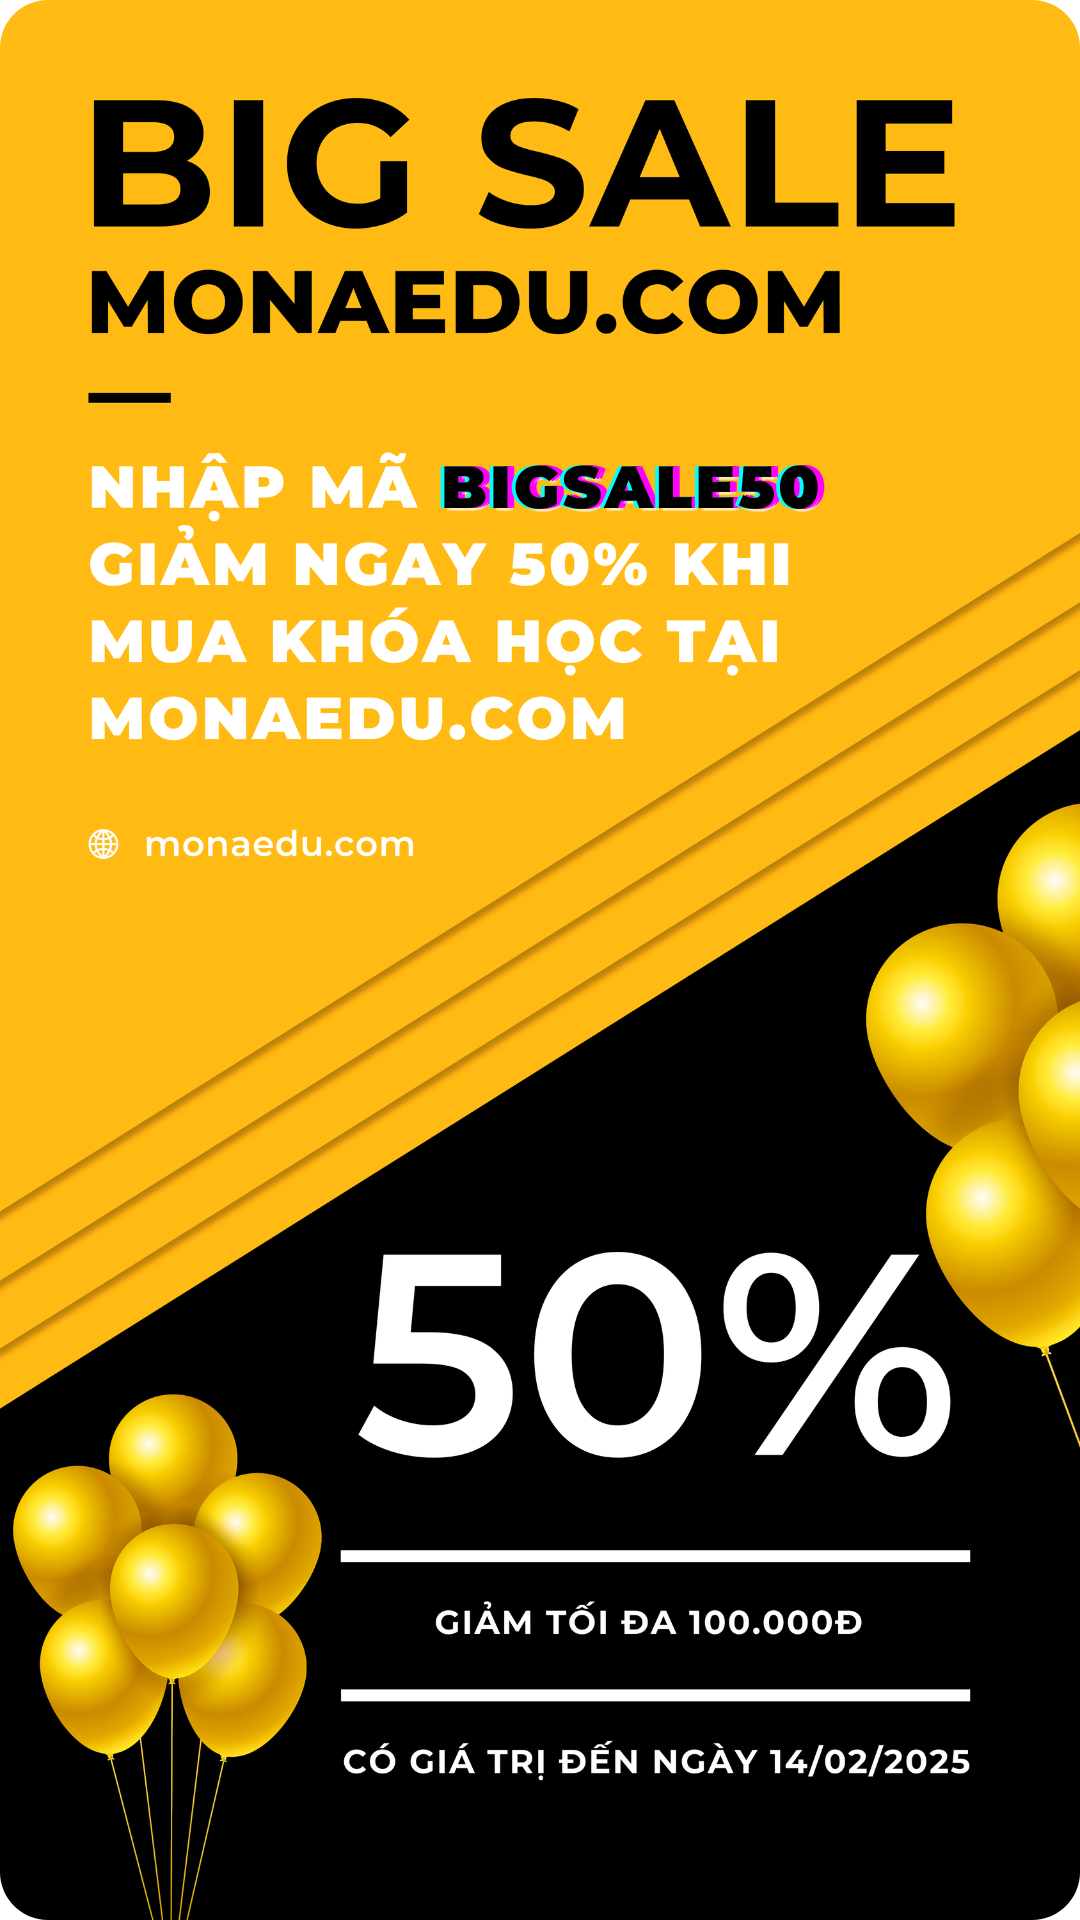 BIG SALE
MONAEDU.COM
NHẬP MÃ BIGSALE50
GIẢM NGAY 50% KHI
MUA KHÓA HỌC TẠI
MONAEDU.COM
monaedu.com
50%
GIẢM TỐI ĐA 100.000Đ
CÓ GIÁ TRỊ ĐẾN NGÀY 14/02/2025